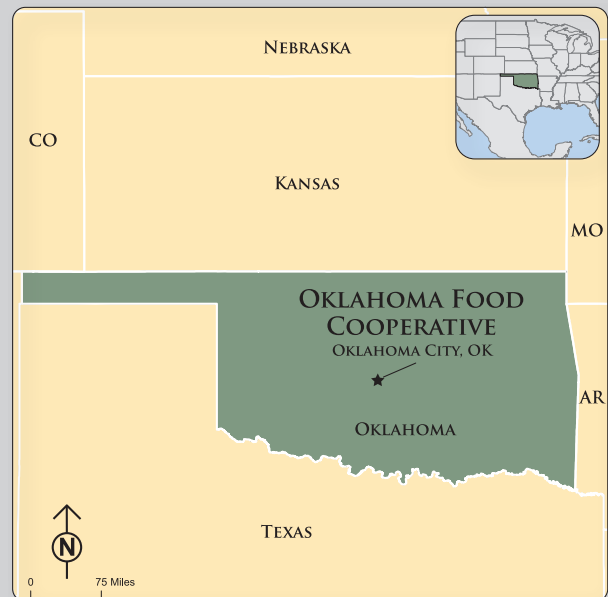 NEBRASKA
CO
KANSAS
MO
OKLAHOMA FOOD
COOPERATIVE
OKLAHOMA CITY, OK
AR
OKLAHOMA
TEXAS
N
0 75 Miles